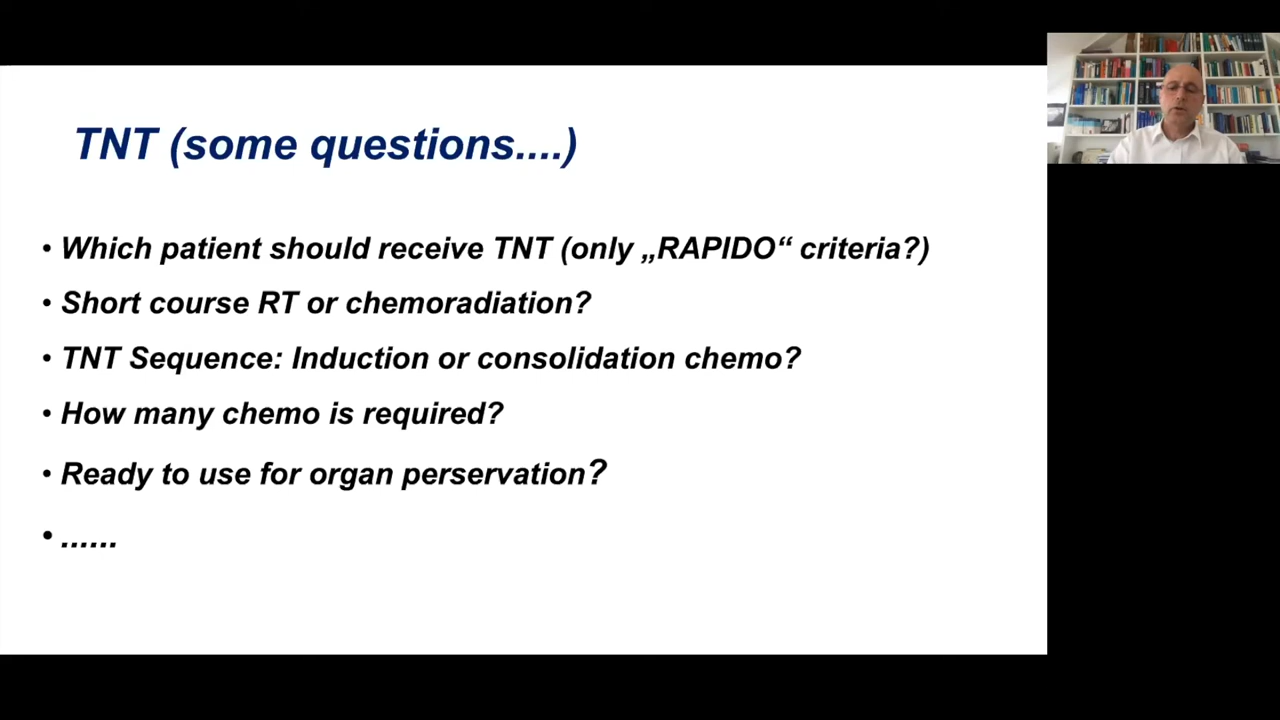 TNT (some questions....)
• Which patient should receive TNT (only „RAPIDO“ criteria?)
• Short course RT or chemoradiation?
• TNT Sequence: Induction or consolidation chemo?
• How many chemo is required?
• Ready to use for organ perservation?
• ......